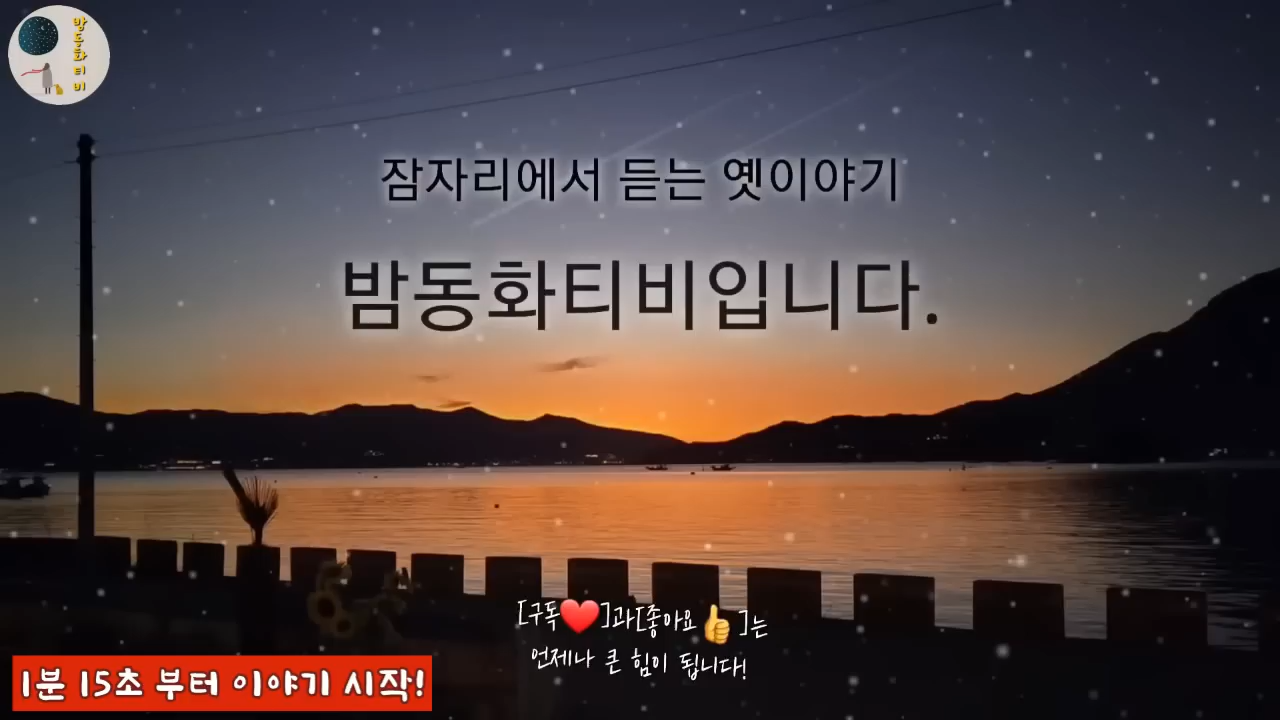 밤동화티비
잠자리에서 듣는 옛이야기
밤동화티비입니다.
[구독❤️]과[좋아요👍]는
언제나 큰 힘이 됩니다!
1분 15초 부터 이야기 시작!